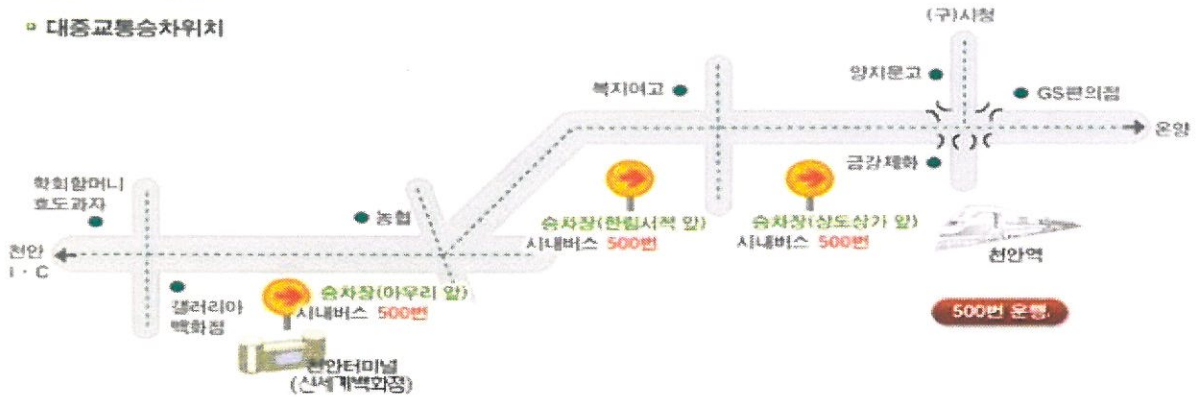 대중교통승차위치
(구)시청
양지문고
GS편의점
복지여고
온양
금강제화
학화할머니
효도과자
농협
승차장(한림서적 앞)
시내버스 500번
승차장(상도상가 앞)
시내버스 500번
천안역
천안
I·C
갤러리아
백화점
승차장(아우리 앞)
시내버스 500번
500번 운행.
천안터미널
(신세계백화점)